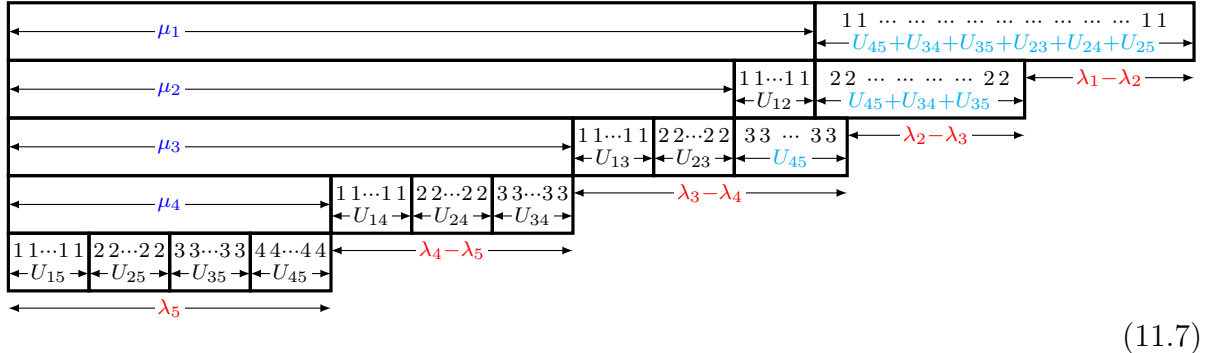 1 1 ··· ··· ··· ··· ··· ··· ··· ··· ··· 1 1
μ₁ U₄₅+U₃₄+U₃₅+U₂₃+U₂₄+U₂₅
1 1···1 1 2 2 ··· ··· ··· ··· 2 2
μ₂ U₁₂ U₄₅+U₃₄+U₃₅ λ₁−λ₂
1 1···1 1 2 2···2 2 3 3 ··· 3 3
μ₃ U₁₃ U₂₃ U₄₅ λ₂−λ₃
1 1···1 1 2 2···2 2 3 3···3 3
μ₄ U₁₄ U₂₄ U₃₄ λ₃−λ₄
1 1···1 1 2 2···2 2 3 3···3 3 4 4···4 4
U₁₅ U₂₅ U₃₅ U₄₅ λ₄−λ₅
λ₅
(11.7)